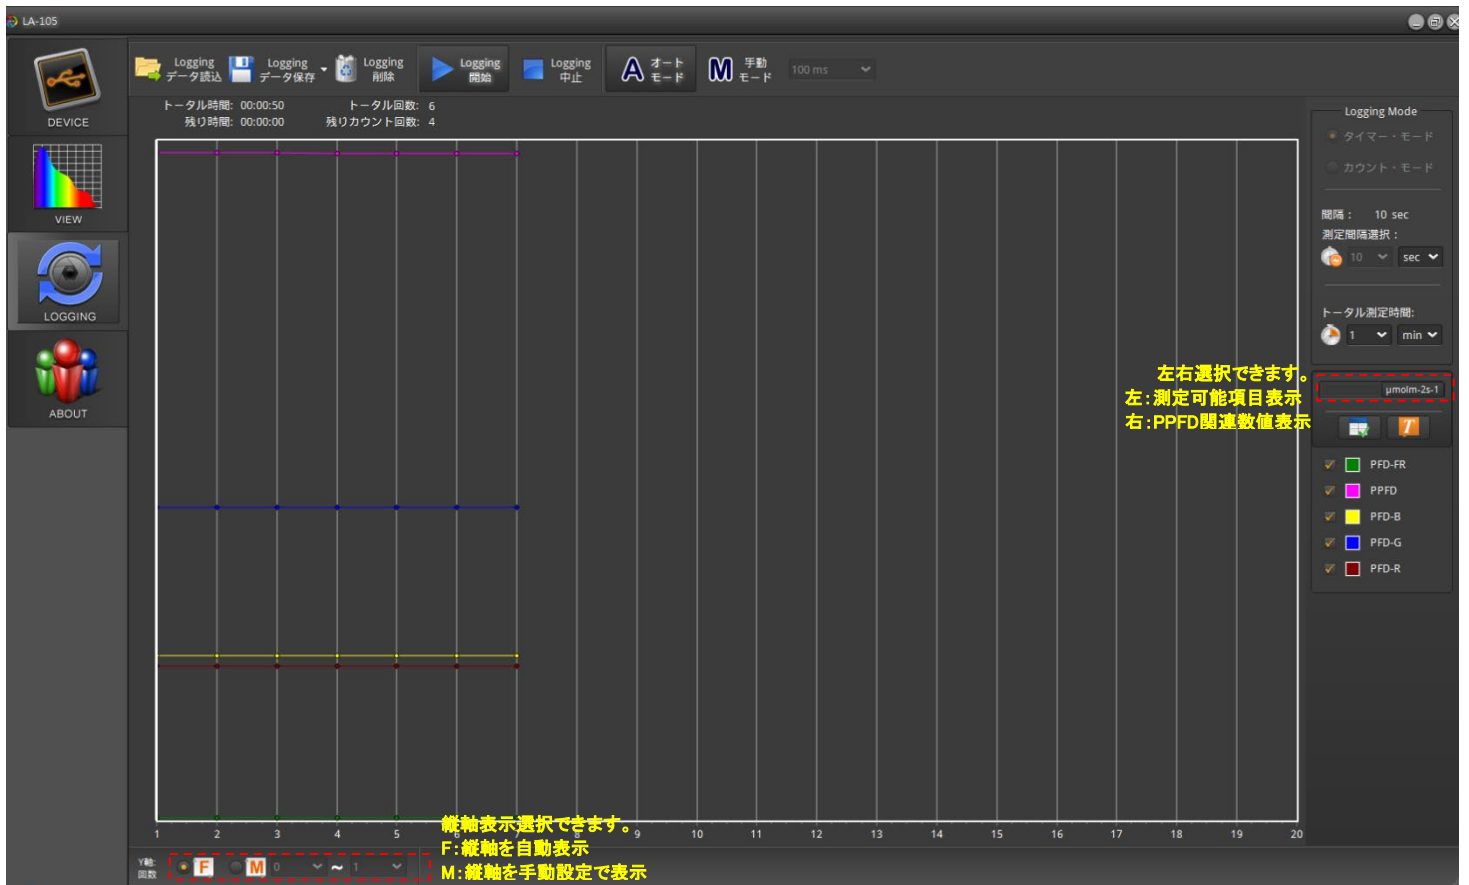 LA-105
Logging
データ読込
Logging
データ保存
Logging
削除
Logging
開始
Logging
中止
A オート
モード
M 手動
モード
100 ms
DEVICE
VIEW
LOGGING
ABOUT
トータル時間: 00:00:50 トータル回数: 6
残り時間: 00:00:00 残りカウント回数: 4
Logging Mode
タイマー・モード
カウント・モード
間隔 : 10 sec
測定間隔選択 :
10 sec
トータル測定時間:
1 min
左右選択できます。
左:測定可能項目表示
右:PPFD関連数値表示
µmolm-2s-1
T
PFD-FR
PPFD
PFD-B
PFD-G
PFD-R
1 2 3 4 5 6 7 8 9 10 11 12 13 14 15 16 17 18 19 20
縦軸表示選択できます。
F:縦軸を自動表示
M:縦軸を手動設定で表示
Y軸:
回数
F M 0 ~ 1